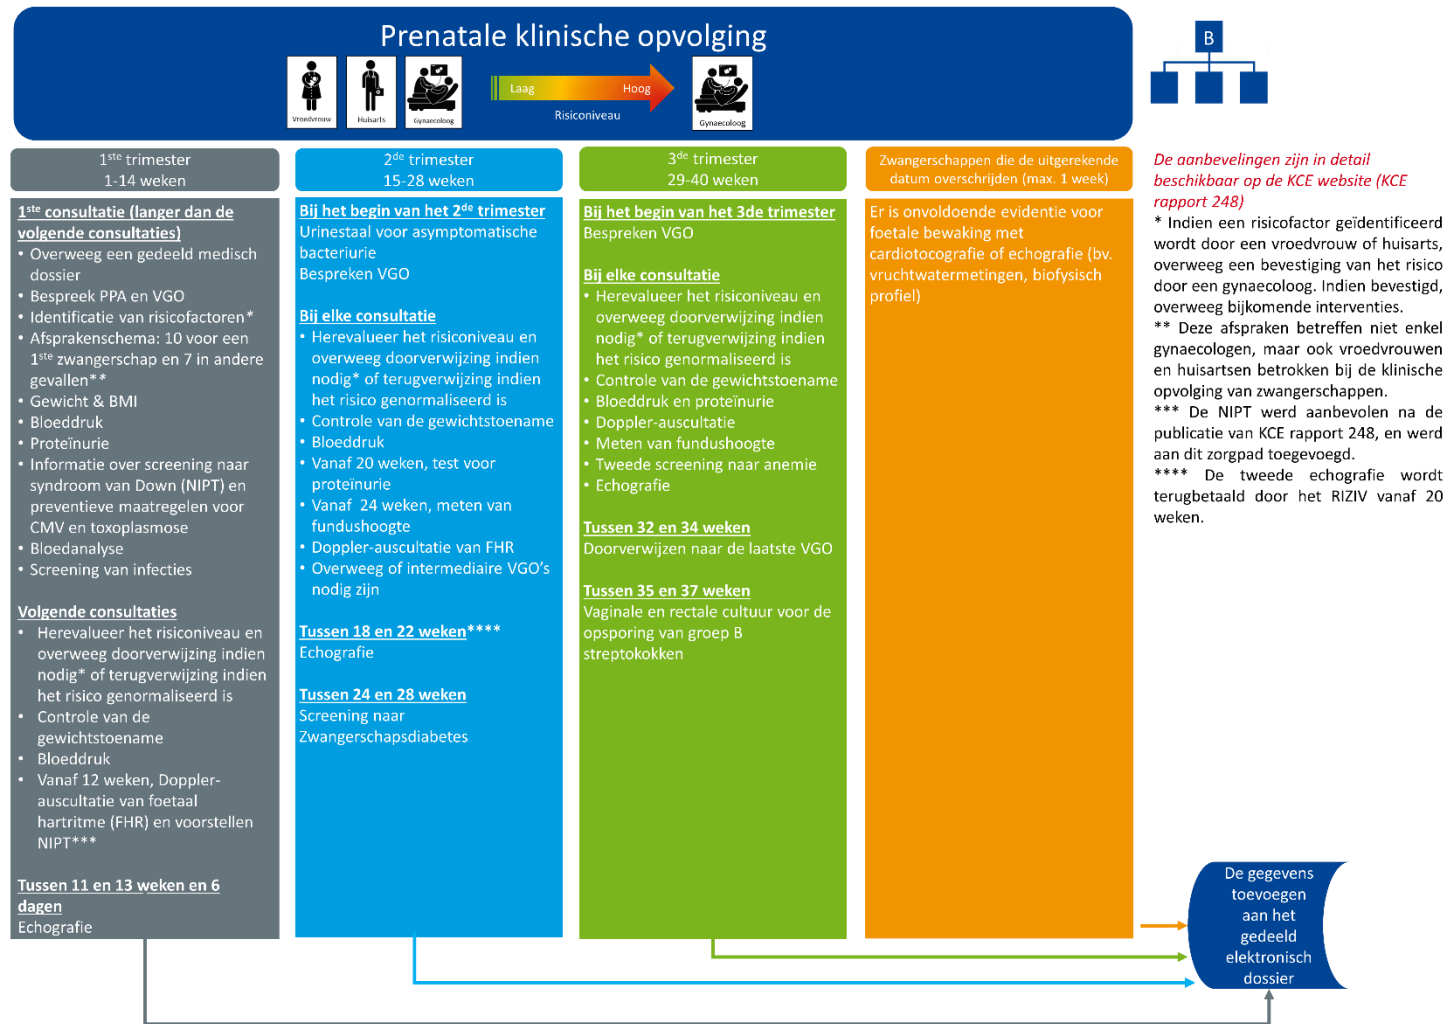 Prenatale klinische opvolging
Vroedvrouw
Huisarts
Gynaecoloog
Laag
Hoog
Risiconiveau
Gynaecoloog
B
1ste trimester
1-14 weken
1ste consultatie (langer dan de
volgende consultaties)
• Overweeg een gedeeld medisch
dossier
• Bespreek PPA en VGO
• Identificatie van risicofactoren*
• Afsprakenschema: 10 voor een
1ste zwangerschap en 7 in andere
gevallen**
• Gewicht & BMI
• Bloeddruk
• Proteïnurie
• Informatie over screening naar
syndroom van Down (NIPT) en
preventieve maatregelen voor
CMV en toxoplasmose
• Bloedanalyse
• Screening van infecties
Volgende consultaties
• Herevalueer het risiconiveau en
overweeg doorverwijzing indien
nodig* of terugverwijzing indien
het risico genormaliseerd is
• Controle van de
gewichtstoename
• Bloeddruk
• Vanaf 12 weken, Doppler-
auscultatie van foetaal
hartritme (FHR) en voorstellen
NIPT***
Tussen 11 en 13 weken en 6
dagen
Echografie
2de trimester
15-28 weken
Bij het begin van het 2de trimester
Urinestaal voor asymptomatische
bacteriurie
Bespreken VGO
Bij elke consultatie
• Herevalueer het risiconiveau en
overweeg doorverwijzing indien
nodig* of terugverwijzing indien
het risico genormaliseerd is
• Controle van de gewichtstoename
• Bloeddruk
• Vanaf 20 weken, test voor
proteïnurie
• Vanaf 24 weken, meten van
fundushoogte
• Doppler-auscultatie van FHR
• Overweeg of intermediaire VGO's
nodig zijn
Tussen 18 en 22 weken****
Echografie
Tussen 24 en 28 weken
Screening naar
Zwangerschapsdiabetes
3de trimester
29-40 weken
Bij het begin van het 3de trimester
Bespreken VGO
Bij elke consultatie
• Herevalueer het risiconiveau en
overweeg doorverwijzing indien
nodig* of terugverwijzing indien
het risico genormaliseerd is
• Controle van de gewichtstoename
• Bloeddruk en proteïnurie
• Doppler-auscultatie
• Meten van fundushoogte
• Tweede screening naar anemie
• Echografie
Tussen 32 en 34 weken
Doorverwijzen naar de laatste VGO
Tussen 35 en 37 weken
Vaginale en rectale cultuur voor de
opsporing van groep B
streptokokken
Zwangerschappen die de uitgerekende
datum overschrijden (max. 1 week)
Er is onvoldoende evidentie voor
foetale bewaking met
cardiotocografie of echografie (bv.
vruchtwatermetingen, biofysisch
profiel)
De aanbevelingen zijn in detail
beschikbaar op de KCE website (KCE
rapport 248)
* Indien een risicofactor geïdentificeerd
wordt door een vroedvrouw of huisarts,
overweeg een bevestiging van het risico
door een gynaecoloog. Indien bevestigd,
overweeg bijkomende interventies.
** Deze afspraken betreffen niet enkel
gynaecologen, maar ook vroedvrouwen
en huisartsen betrokken bij de klinische
opvolging van zwangerschappen.
*** De NIPT werd aanbevolen na de
publicatie van KCE rapport 248, en werd
aan dit zorgpad toegevoegd.
**** De tweede echografie wordt
terugbetaald door het RIZIV vanaf 20
weken.
De gegevens
toevoegen
aan het
gedeeld
elektronisch
dossier